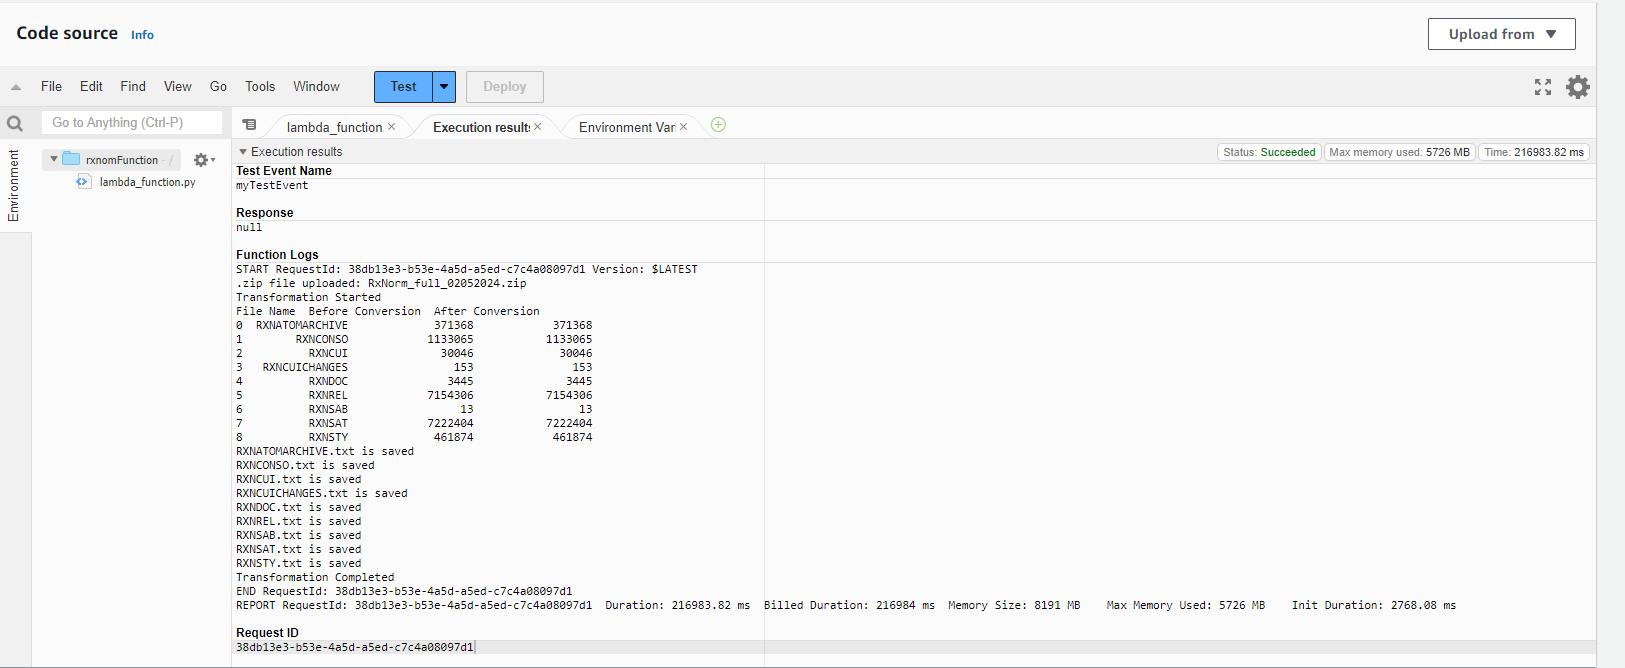 Code source Info
Upload from
File Edit Find View Go Tools Window Test Deploy
Go to Anything (Ctrl-P)
lambda_function × Execution results × Environment Var ×
Environment
rxnomFunction - /
lambda_function.py
Execution results
Status: Succeeded Max memory used: 5726 MB Time: 216983.82 ms
Test Event Name
myTestEvent
Response
null
Function Logs
START RequestId: 38db13e3-b53e-4a5d-a5ed-c7c4a08097d1 Version: $LATEST
.zip file uploaded: RxNorm_full_02052024.zip
Transformation Started
File Name Before Conversion After Conversion
0 RXNATOMARCHIVE 371368 371368
1 RXNCONSO 1133065 1133065
2 RXNCUI 30046 30046
3 RXNCUICHANGES 153 153
4 RXNDOC 3445 3445
5 RXNREL 7154306 7154306
6 RXNSAB 13 13
7 RXNSAT 7222404 7222404
8 RXNSTY 461874 461874
RXNATOMARCHIVE.txt is saved
RXNCONSO.txt is saved
RXNCUI.txt is saved
RXNCUICHANGES.txt is saved
RXNDOC.txt is saved
RXNREL.txt is saved
RXNSAB.txt is saved
RXNSAT.txt is saved
RXNSTY.txt is saved
Transformation Completed
END RequestId: 38db13e3-b53e-4a5d-a5ed-c7c4a08097d1
REPORT RequestId: 38db13e3-b53e-4a5d-a5ed-c7c4a08097d1 Duration: 216983.82 ms Billed Duration: 216984 ms Memory Size: 8191 MB Max Memory Used: 5726 MB Init Duration: 2768.08 ms
Request ID
38db13e3-b53e-4a5d-a5ed-c7c4a08097d1